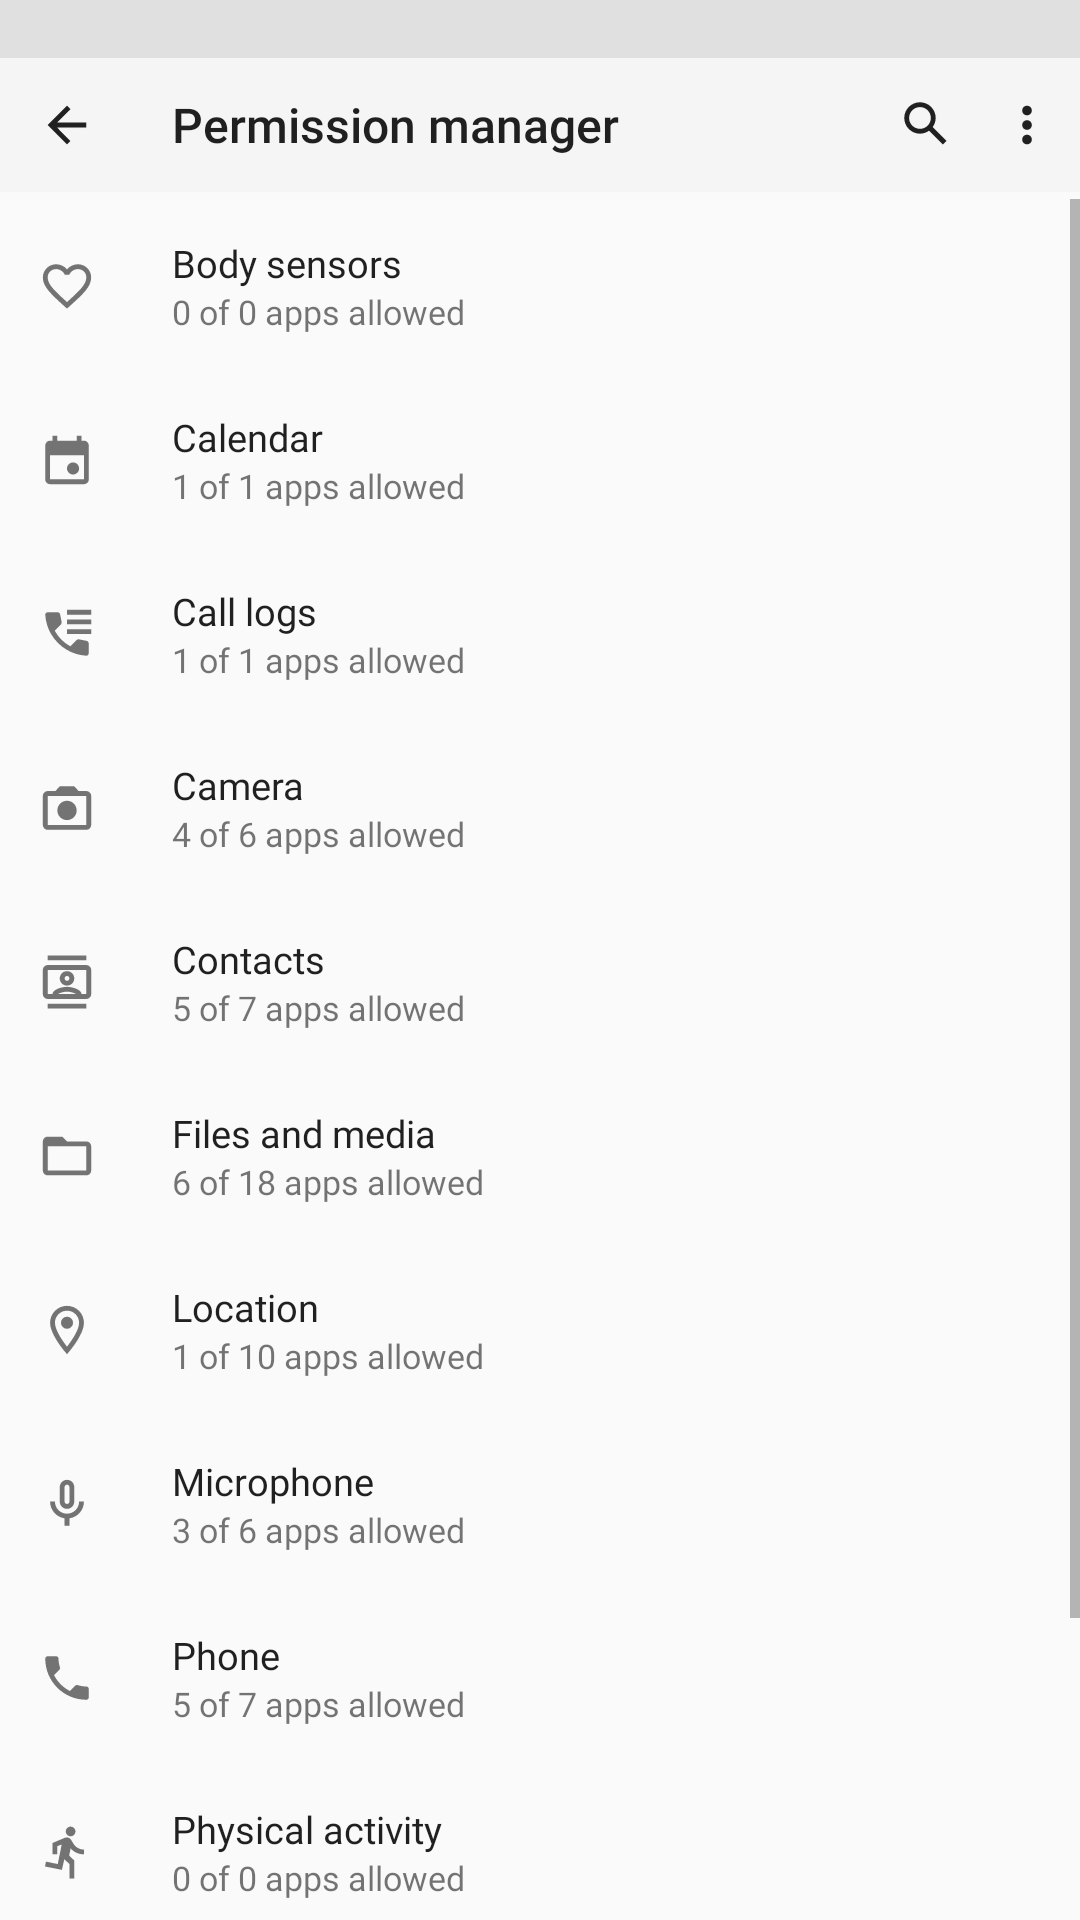 Permission manager
Body sensors
0 of 0 apps allowed
Calendar
1 of 1 apps allowed
Call logs
1 of 1 apps allowed
Camera
4 of 6 apps allowed
Contacts
5 of 7 apps allowed
Files and media
6 of 18 apps allowed
Location
1 of 10 apps allowed
Microphone
3 of 6 apps allowed
Phone
5 of 7 apps allowed
Physical activity
0 of 0 apps allowed